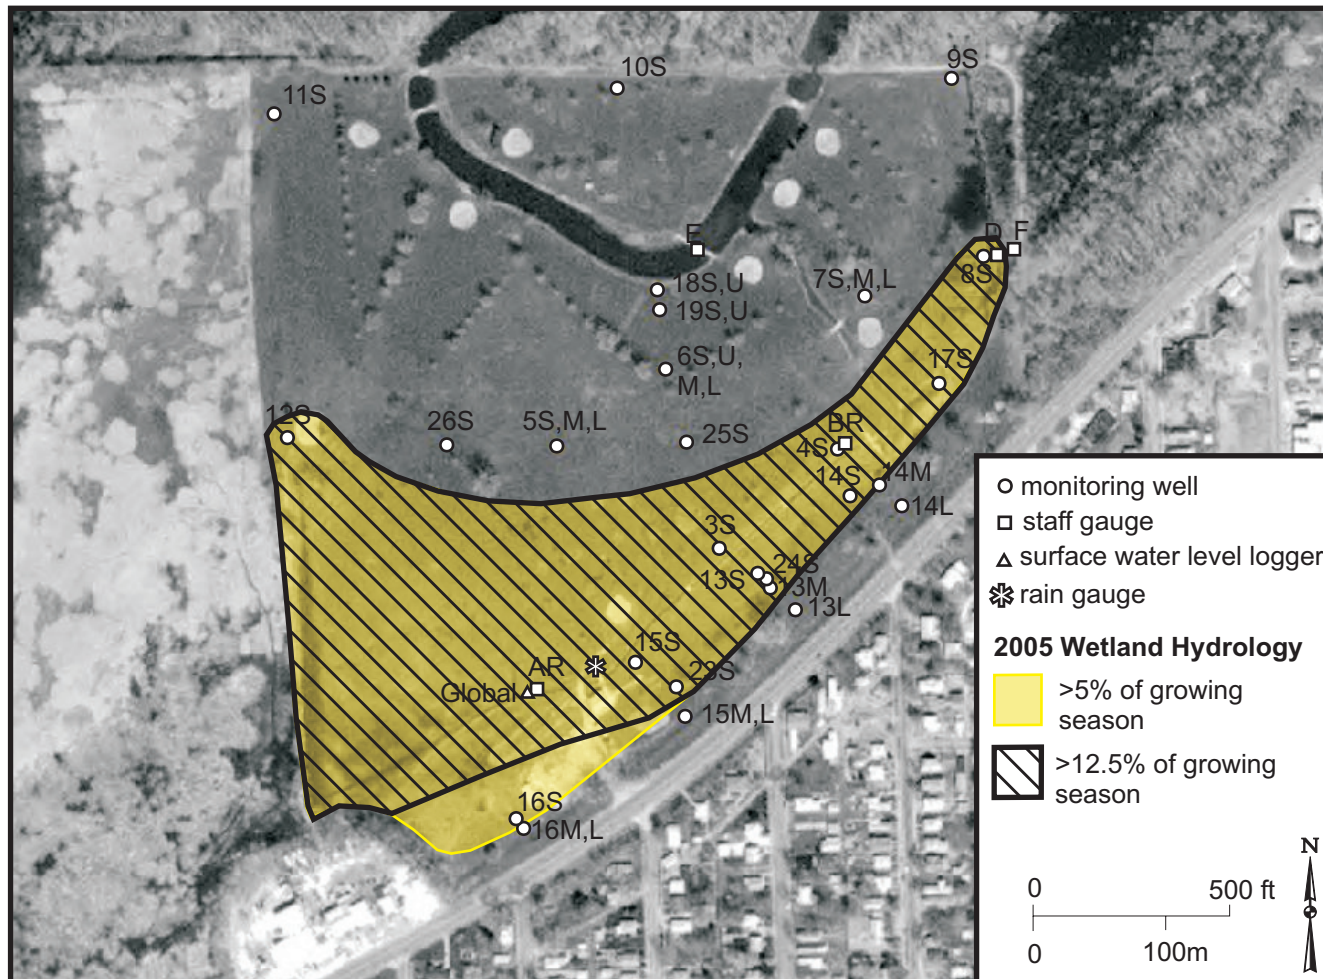 9S
10S
11S
E
D
F
8S
18S,U
7S,M,L
19S,U
6S,U,
M,L
17S
12S
26S
5S,M,L
25S
BR
4S
14S
14M
14L
3S
24S
13S
13M
13L
15S
AR
23S
Global
15M,L
16S
16M,L
monitoring well
staff gauge
surface water level logger
rain gauge
2005 Wetland Hydrology
>5% of growing
season
>12.5% of growing
season
N
0 500 ft
0 100m